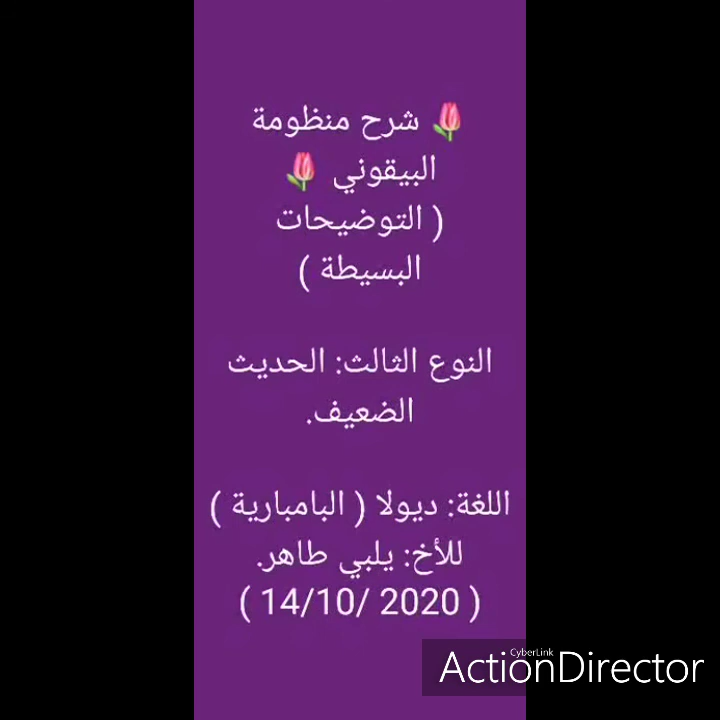 🌷 شرح منظومة
البيقوني 🌷
( التوضيحات
البسيطة )
النوع الثالث: الحديث
الضعيف.
اللغة: ديولا ( البامبارية )
للأخ: يلبي طاهر.
( 14/10/ 2020 )
CyberLink
ActionDirector